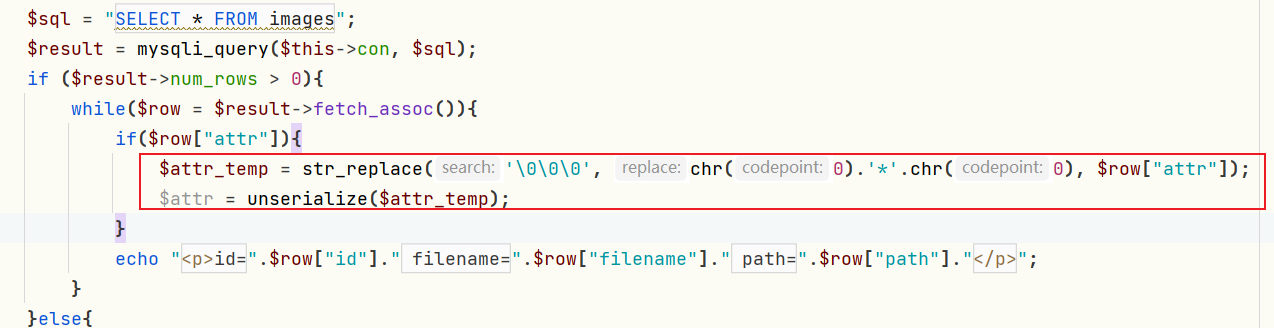 $sql = "SELECT * FROM images";
$result = mysqli_query($this->con, $sql);
if ($result->num_rows > 0){
while($row = $result->fetch_assoc()){
if($row["attr"]){
$attr_temp = str_replace( search: '\0\0\0', replace: chr( codepoint: 0).'*'.chr( codepoint: 0), $row["attr"]);
$attr = unserialize($attr_temp);
}
echo "<p>id=".$row["id"]." filename=".$row["filename"]." path=".$row["path"]."</p>";
}
}else{